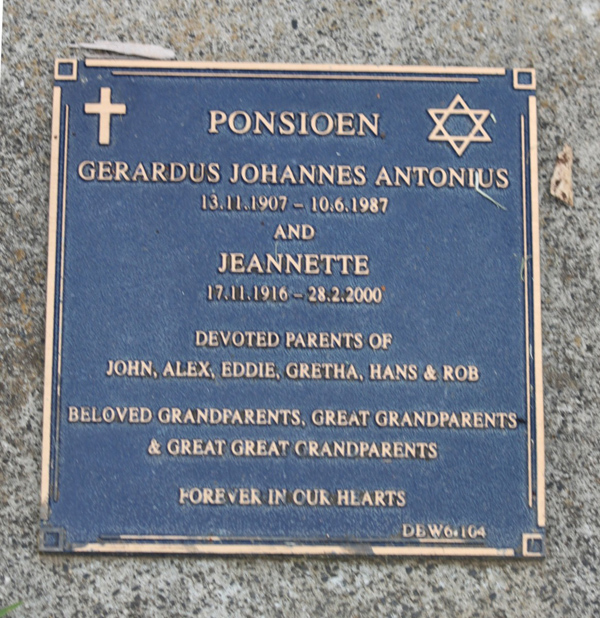 PONSIOEN
GERARDUS JOHANNES ANTONIUS
13.11.1907 – 10.6.1987
AND
JEANNETTE
17.11.1916 – 28.2.2000
DEVOTED PARENTS OF
JOHN, ALEX, EDDIE, GRETHA, HANS & ROB
BELOVED GRANDPARENTS, GREAT GRANDPARENTS
& GREAT GREAT GRANDPARENTS
FOREVER IN OUR HEARTS
DEW6.104